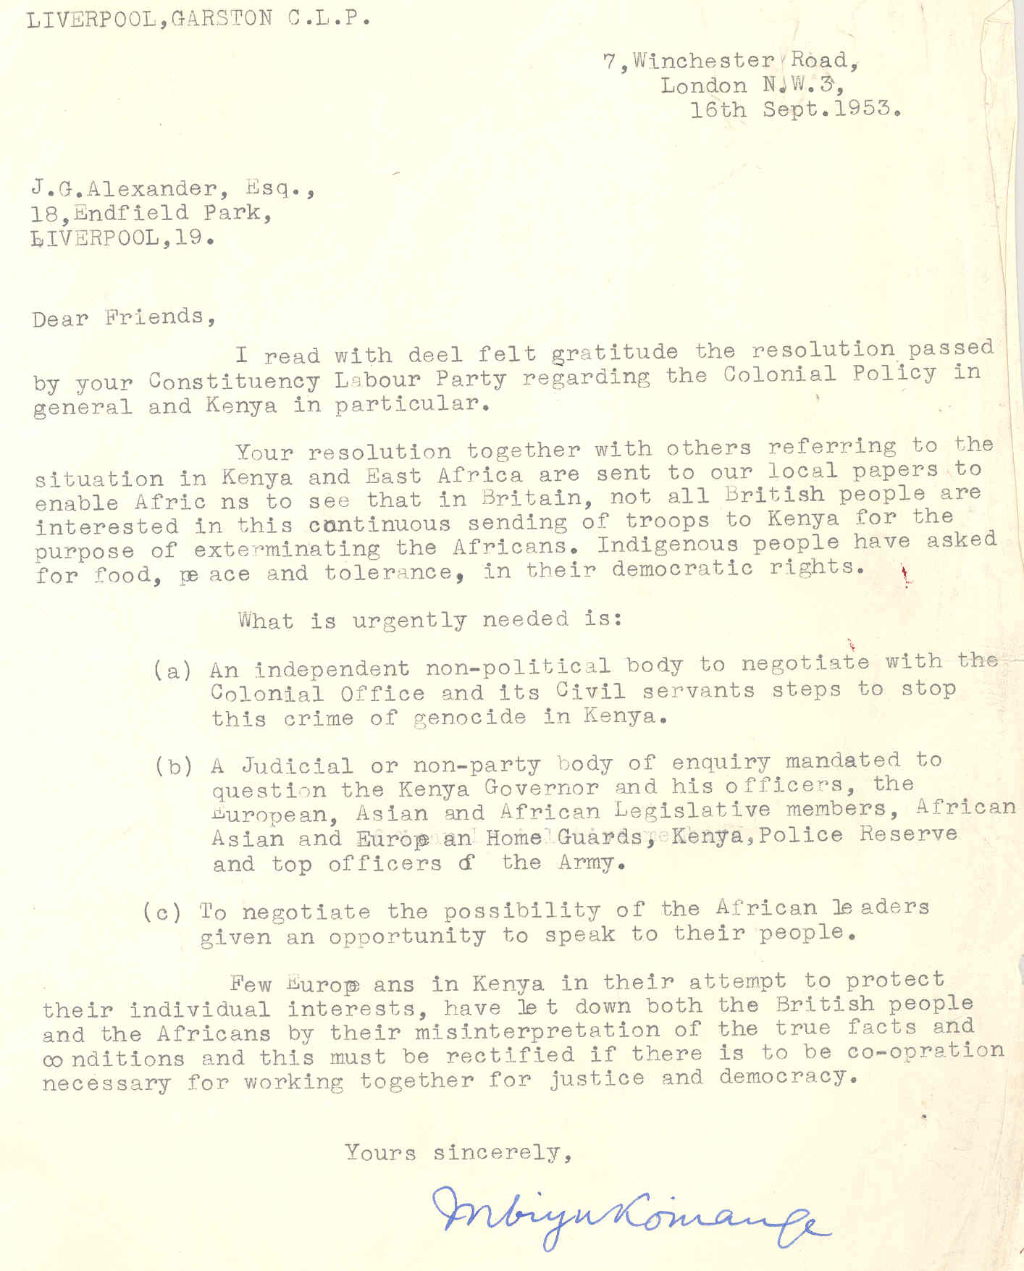 LIVERPOOL,GARSTON C.L.P.
7,Winchester Road,
London N.W.3,
16th Sept.1953.
J.G.Alexander, Esq.,
18,Endfield Park,
LIVERPOOL,19.
Dear Friends,
I read with deel felt gratitude the resolution passed
by your Constituency Labour Party regarding the Colonial Policy in
general and Kenya in particular.
Your resolution together with others referring to the
situation in Kenya and East Africa are sent to our local papers to
enable Afric ns to see that in Britain, not all British people are
interested in this continuous sending of troops to Kenya for the
purpose of exterminating the Africans. Indigenous people have asked
for food, pe ace and tolerance, in their democratic rights.
What is urgently needed is:
(a) An independent non-political body to negotiate with the
Colonial Office and its Civil servants steps to stop
this crime of genocide in Kenya.
(b) A Judicial or non-party body of enquiry mandated to
question the Kenya Governor and his officers, the
European, Asian and African Legislative members, African
Asian and Europe an Home Guards, Kenya,Police Reserve
and top officers of the Army.
(c) To negotiate the possibility of the African le aders
given an opportunity to speak to their people.
Few Europe ans in Kenya in their attempt to protect
their individual interests, have le t down both the British people
and the Africans by their misinterpretation of the true facts and
co nditions and this must be rectified if there is to be co-opration
necessary for working together for justice and democracy.
Yours sincerely,
Mbiyu Koinange